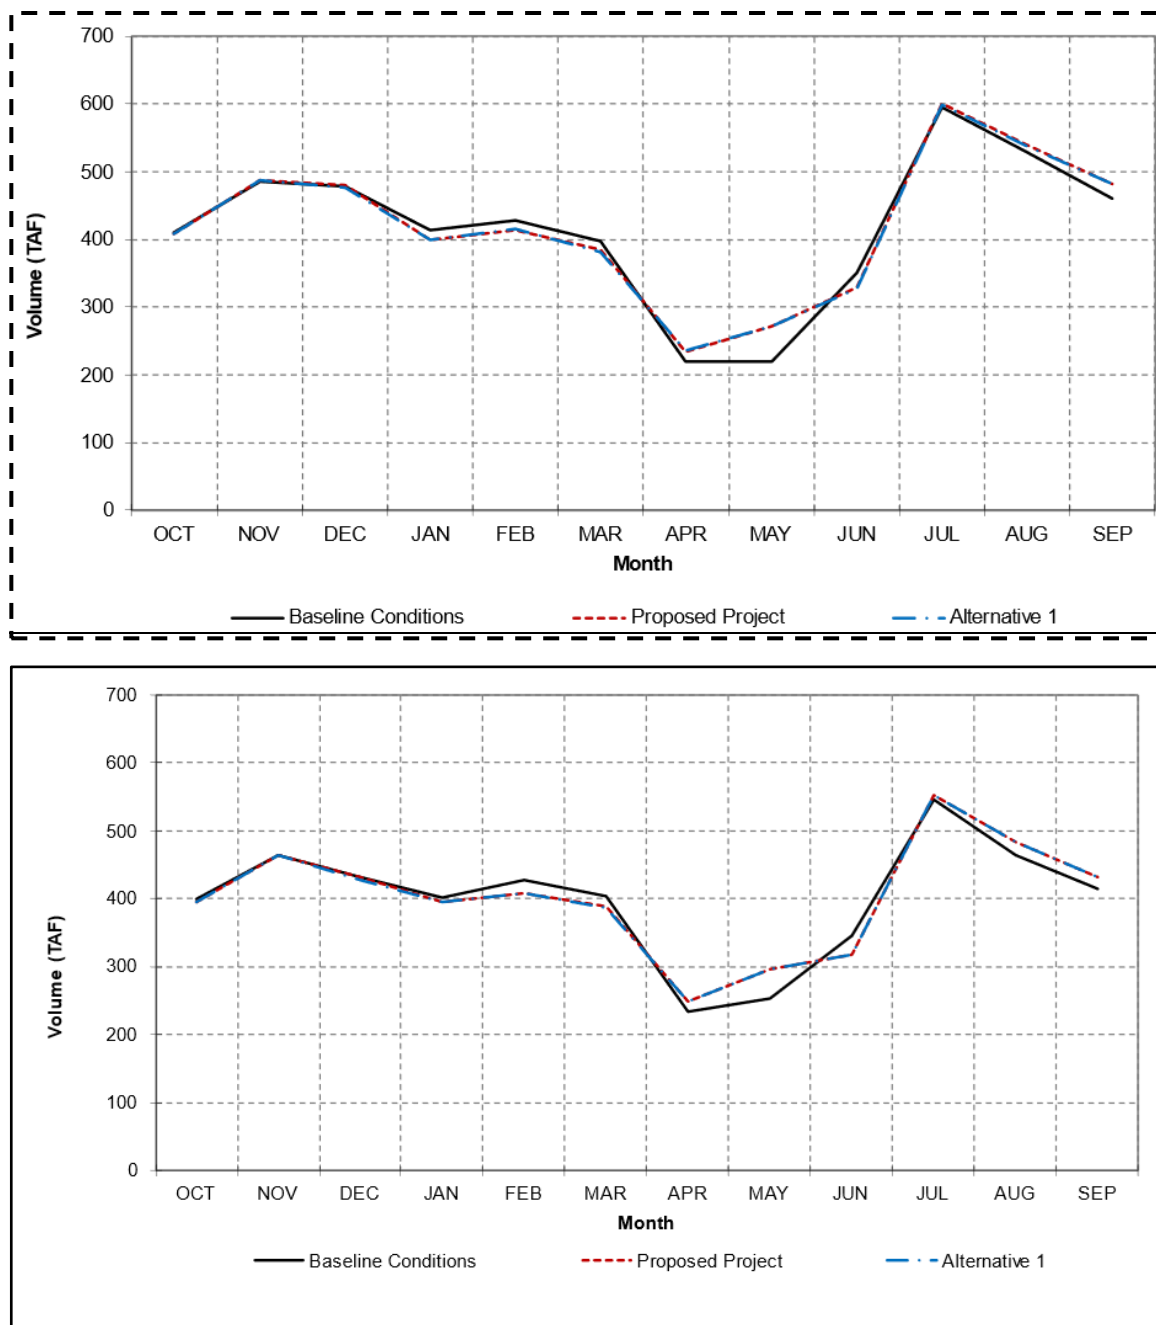 700
600
500
400
300
200
100
0
Volume (TAF)
OCT NOV DEC JAN FEB MAR APR MAY JUN JUL AUG SEP
Month
Baseline Conditions Proposed Project Alternative 1
700
600
500
400
300
200
100
0
Volume (TAF)
OCT NOV DEC JAN FEB MAR APR MAY JUN JUL AUG SEP
Month
Baseline Conditions Proposed Project Alternative 1